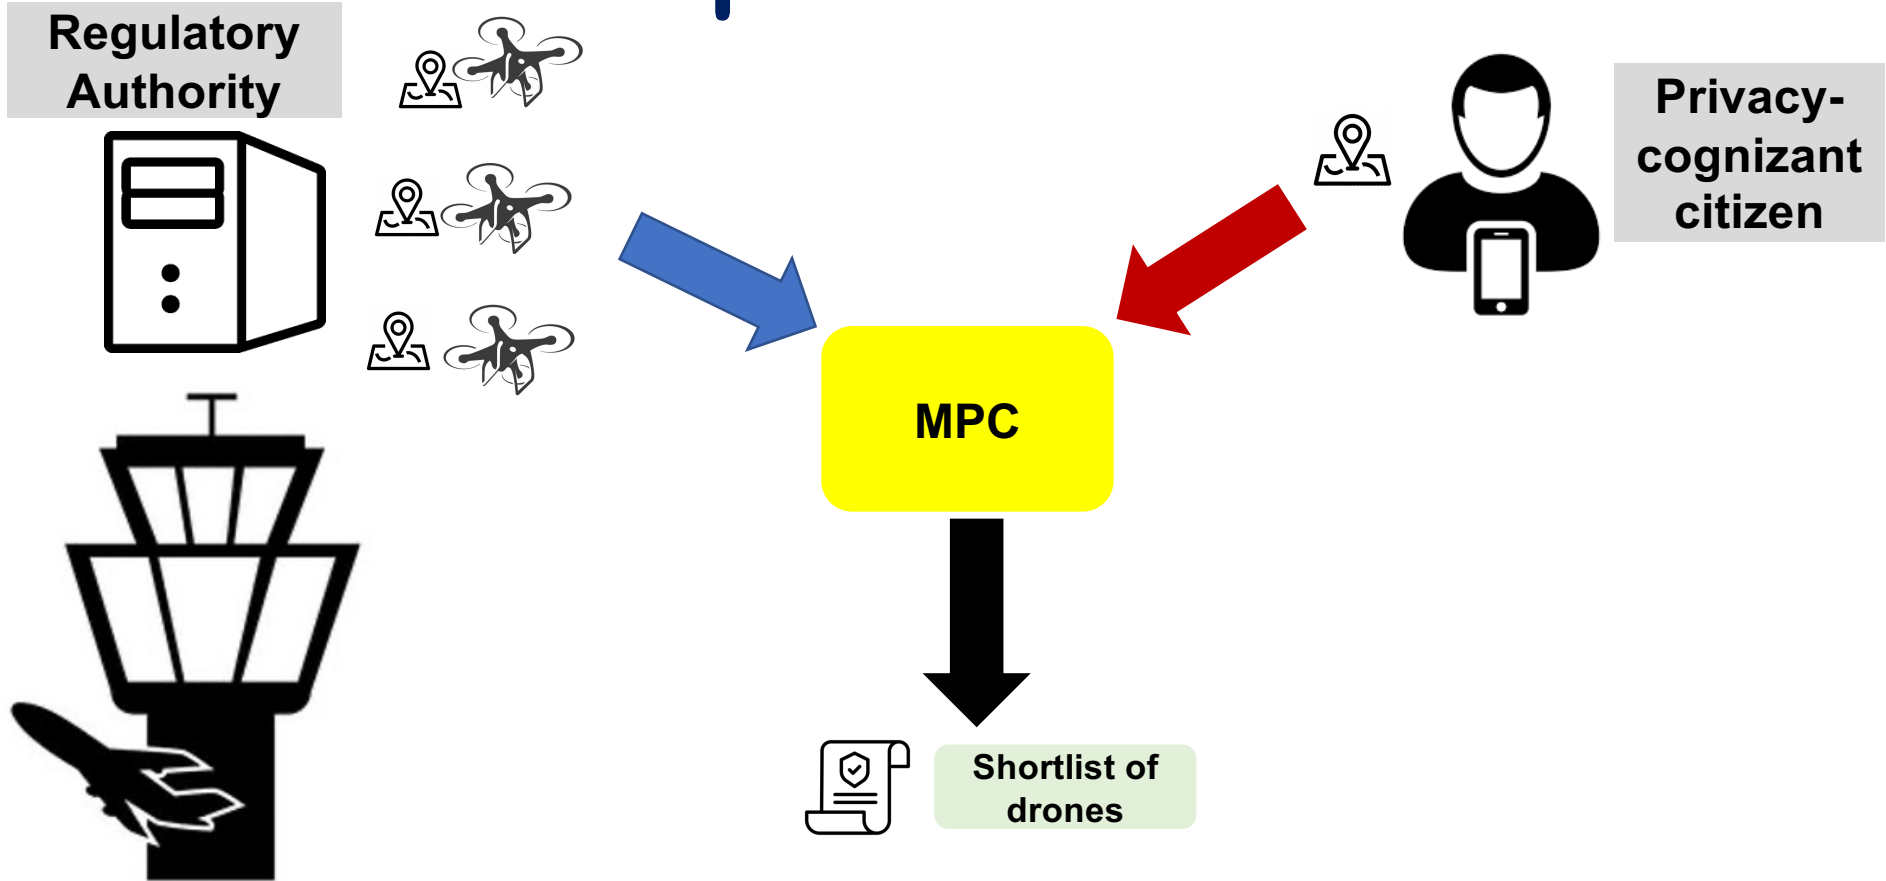 Regulatory
Authority
Privacy-
cognizant
citizen
MPC
Shortlist of
drones